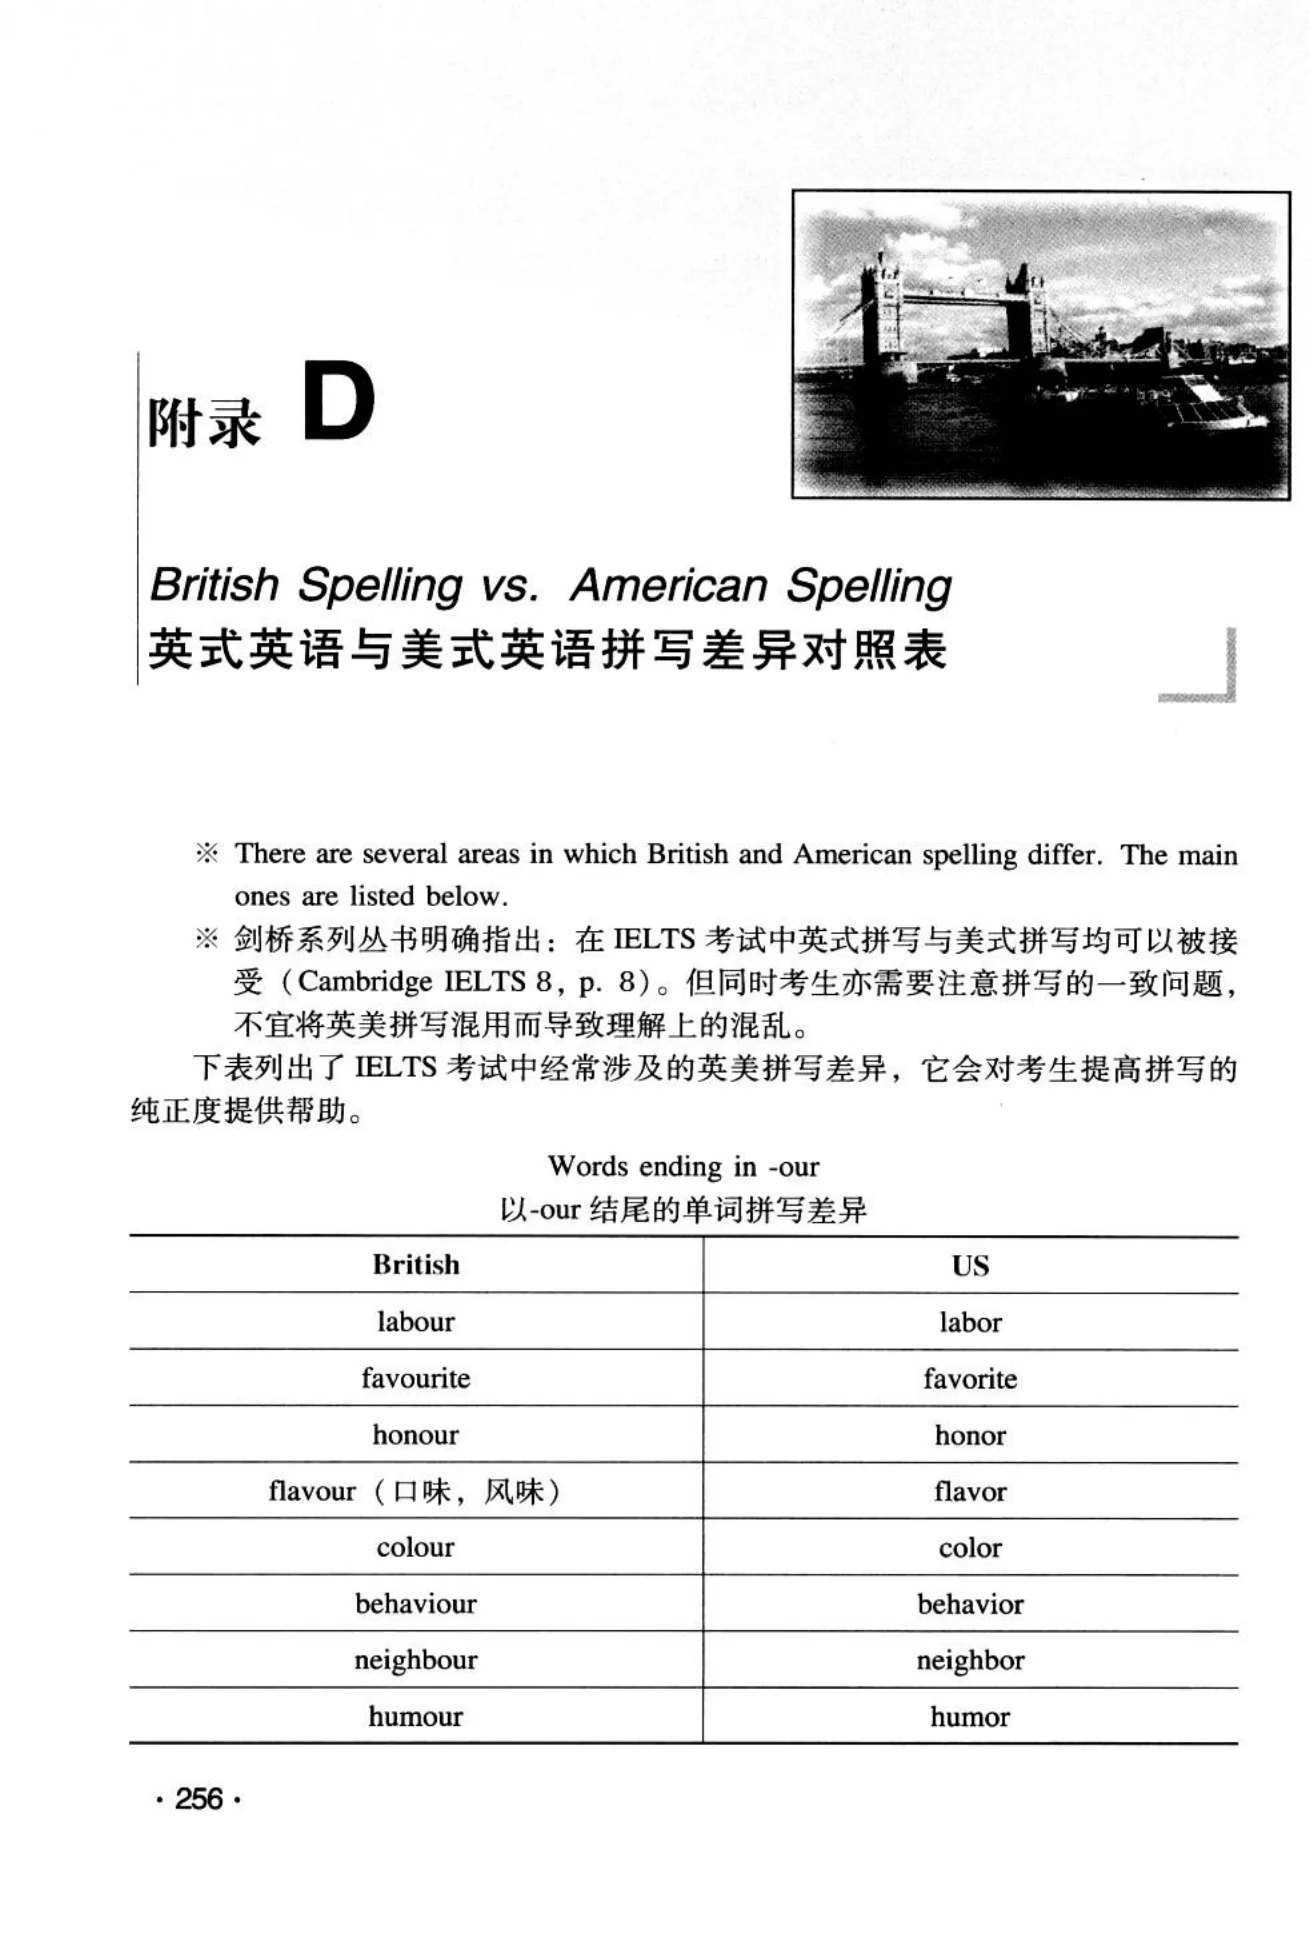 附录 D
British Spelling vs. American Spelling
英式英语与美式英语拼写差异对照表
※ There are several areas in which British and American spelling differ. The main
ones are listed below.
※ 剑桥系列丛书明确指出：在 IELTS 考试中英式拼写与美式拼写均可以被接
受（Cambridge IELTS 8, p. 8）。但同时考生亦需要注意拼写的一致问题，
不宜将英美拼写混用而导致理解上的混乱。
下表列出了 IELTS 考试中经常涉及的英美拼写差异，它会对考生提高拼写的
纯正度提供帮助。
Words ending in -our
以-our 结尾的单词拼写差异
British US
labour labor
favourite favorite
honour honor
flavour（口味，风味） flavor
colour color
behaviour behavior
neighbour neighbor
humour humor
· 256 ·